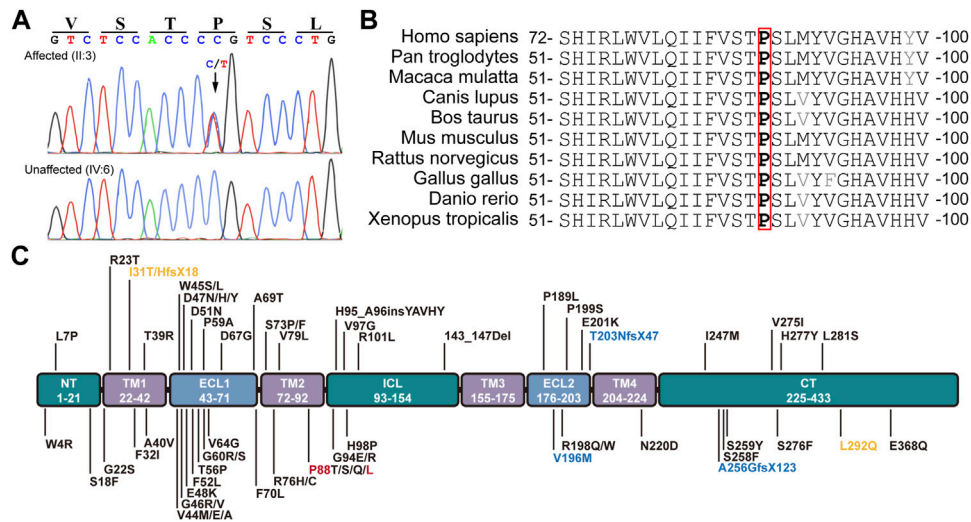 A
V S T P S L
G T C T C C A C C C C G T C C C T G
Affected (II:3)
C/T
Unaffected (IV:6)
B
Homo sapiens 72- SHIRLWVLQIIFVSTPSLMYVGHAVHYV -100
Pan troglodytes 51- SHIRLWVLQIIFVSTPSLMYVGHAVHYV -100
Macaca mulatta 51- SHIRLWVLQIIFVSTPSLMYVGHAVHYV -100
Canis lupus 51- SHIRLWVLQIIFVSTPSLVYVGHAVHHV -100
Bos taurus 51- SHIRLWVLQIIFVSTPSLVYVGHAVHHV -100
Mus musculus 51- SHIRLWVLQIIFVSTPSLMYVGHAVHHV -100
Rattus norvegicus 51- SHIRLWVLQIIFVSTPSLMYVGHAVHHV -100
Gallus gallus 51- SHIRLWVLQIIFVSTPSLVYFGHAVHHV -100
Danio rerio 51- SHIRLWVLQIIFVSTPSLVYVGHAVHHV -100
Xenopus tropicalis 51- SHIRLWVLQIIFVSTPSLMYVGHAVHHV -100
C
R23T
I31T/HfsX18
W45S/L
D47N/H/Y
A69T
D51N
H95_A96insYAVHY
P189L
P199S
L7P
T39R
P59A
D67G
S73P/F
V79L
V97G
R101L
143_147Del
E201K
T203NfsX47
I247M
V275I
H277Y
L281S
NT TM1 ECL1 TM2 ICL TM3 ECL2 TM4 CT
1-21 22-42 43-71 72-92 93-154 155-175 176-203 204-224 225-433
W4R
S18F
G22S
F32I
A40V
V64G
G60R/S
T56P
F52L
E48K
G46R/V
V44M/E/A
F70L
R76H/C
P88T/S/Q/L
G94E/R
H98P
V196M
R198Q/W
N220D
S259Y
S258F
A256GfsX123
S276F
L292Q
E368Q